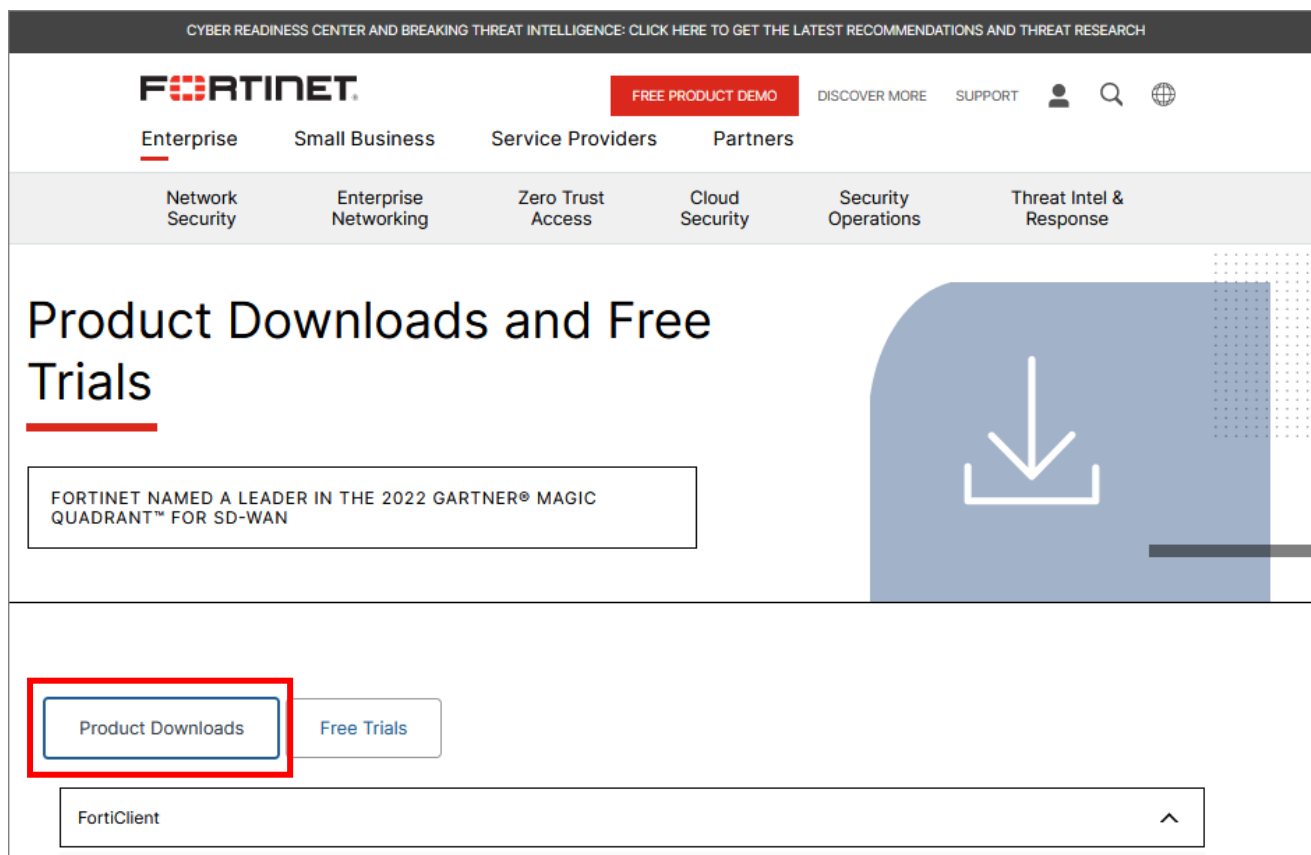 CYBER READINESS CENTER AND BREAKING THREAT INTELLIGENCE: CLICK HERE TO GET THE LATEST RECOMMENDATIONS AND THREAT RESEARCH
FORTINET®
FREE PRODUCT DEMO
DISCOVER MORE
SUPPORT
Enterprise
Small Business
Service Providers
Partners
Network
Security
Enterprise
Networking
Zero Trust
Access
Cloud
Security
Security
Operations
Threat Intel &
Response
Product Downloads and Free
Trials
FORTINET NAMED A LEADER IN THE 2022 GARTNER® MAGIC
QUADRANT™ FOR SD-WAN
Product Downloads
Free Trials
FortiClient